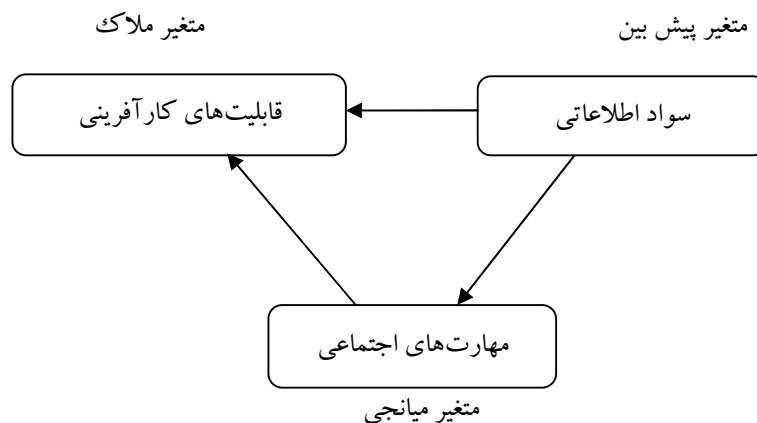 متغیر پیش بین
متغیر ملاک
سواد اطلاعاتی
قابلیت‌های کارآفرینی
مهارت‌های اجتماعی
متغیر میانجی